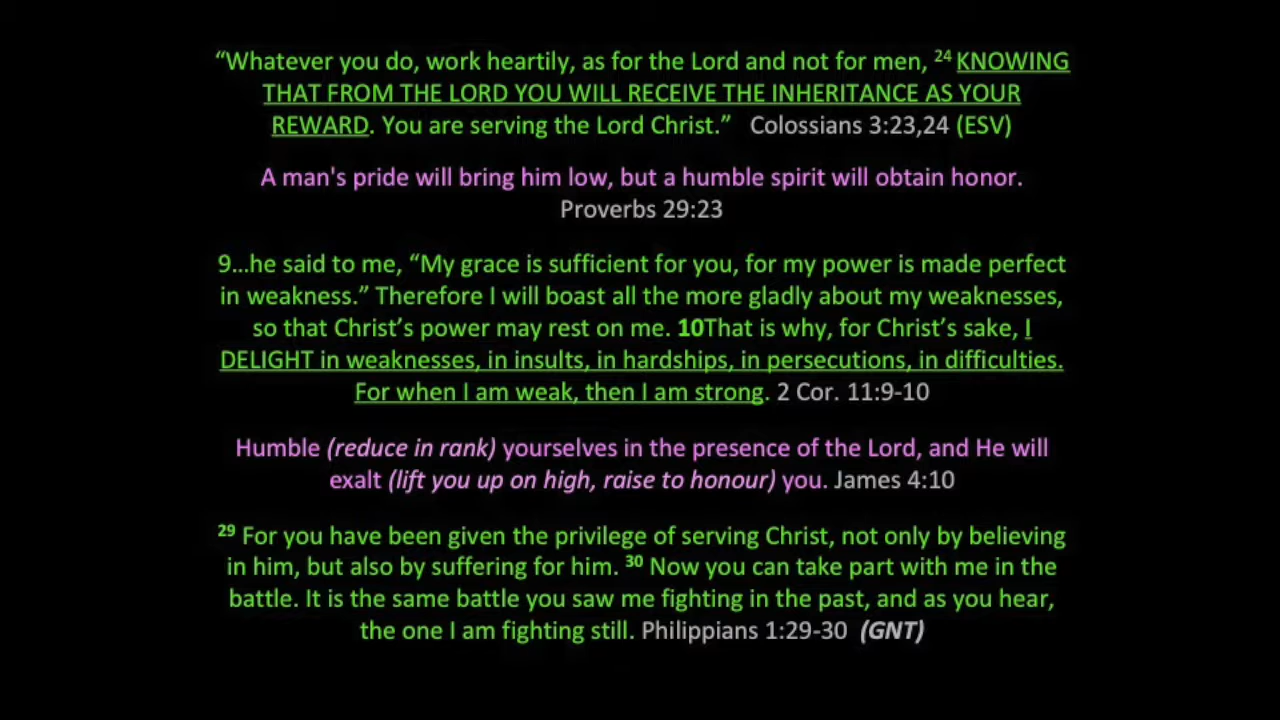 “Whatever you do, work heartily, as for the Lord and not for men, 24 KNOWING
THAT FROM THE LORD YOU WILL RECEIVE THE INHERITANCE AS YOUR
REWARD. You are serving the Lord Christ.” Colossians 3:23,24 (ESV)
A man's pride will bring him low, but a humble spirit will obtain honor.
Proverbs 29:23
9…he said to me, “My grace is sufficient for you, for my power is made perfect
in weakness.” Therefore I will boast all the more gladly about my weaknesses,
so that Christ’s power may rest on me. 10That is why, for Christ’s sake, I
DELIGHT in weaknesses, in insults, in hardships, in persecutions, in difficulties.
For when I am weak, then I am strong. 2 Cor. 11:9-10
Humble (reduce in rank) yourselves in the presence of the Lord, and He will
exalt (lift you up on high, raise to honour) you. James 4:10
29 For you have been given the privilege of serving Christ, not only by believing
in him, but also by suffering for him. 30 Now you can take part with me in the
battle. It is the same battle you saw me fighting in the past, and as you hear,
the one I am fighting still. Philippians 1:29-30 (GNT)